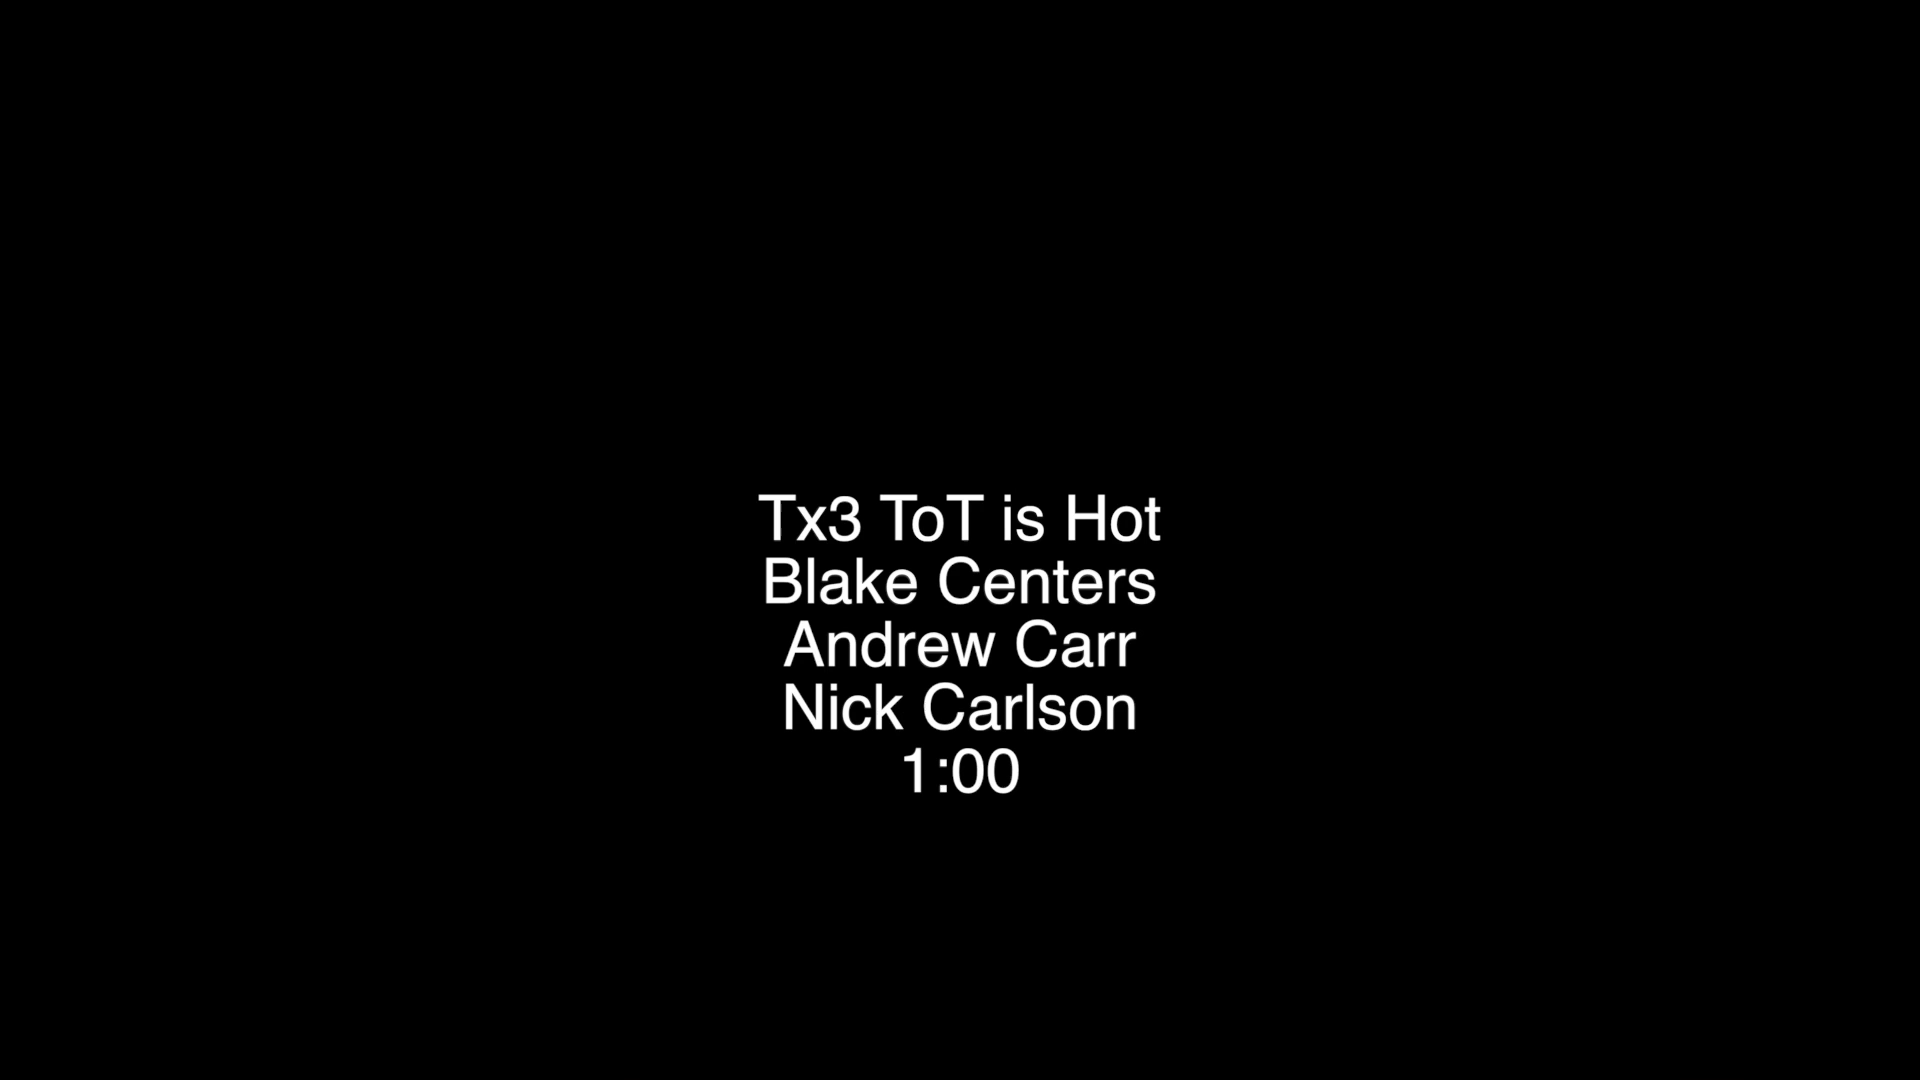 Tx3 ToT is Hot
Blake Centers
Andrew Carr
Nick Carlson
1:00